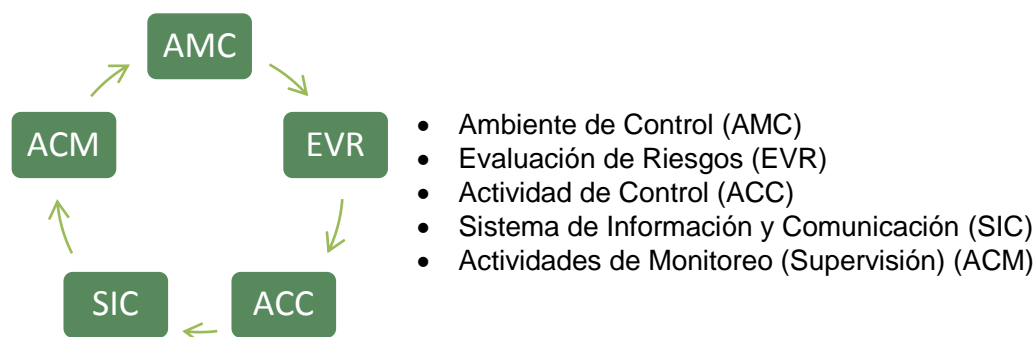 AMC
ACM
EVR
SIC
ACC
• Ambiente de Control (AMC)
• Evaluación de Riesgos (EVR)
• Actividad de Control (ACC)
• Sistema de Información y Comunicación (SIC)
• Actividades de Monitoreo (Supervisión) (ACM)